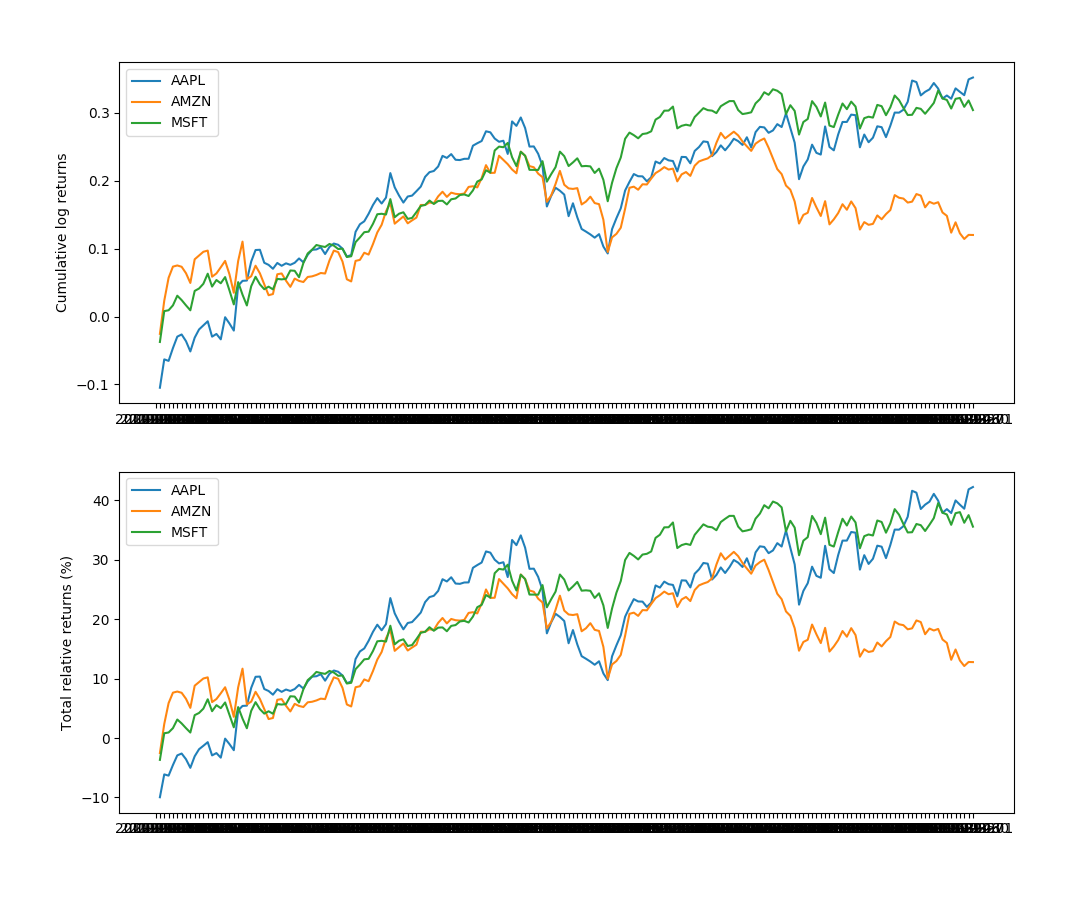 AAPL
AMZN
MSFT
Cumulative log returns
0.3
0.2
0.1
0.0
−0.1
AAPL
AMZN
MSFT
Total relative returns (%)
40
30
20
10
0
−10